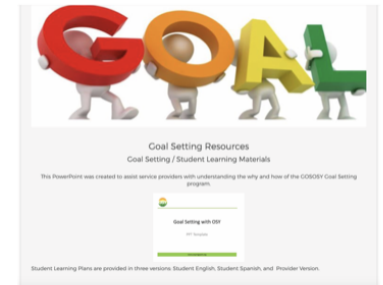 GOAL
Goal Setting Resources
Goal Setting / Student Learning Materials
This PowerPoint was created to assist service providers with understanding the why and how of the GOSOSY Goal Setting
program.
Goal Setting with OSY
Student Learning Plans are provided in three versions: Student English, Student Spanish, and Provider Version.